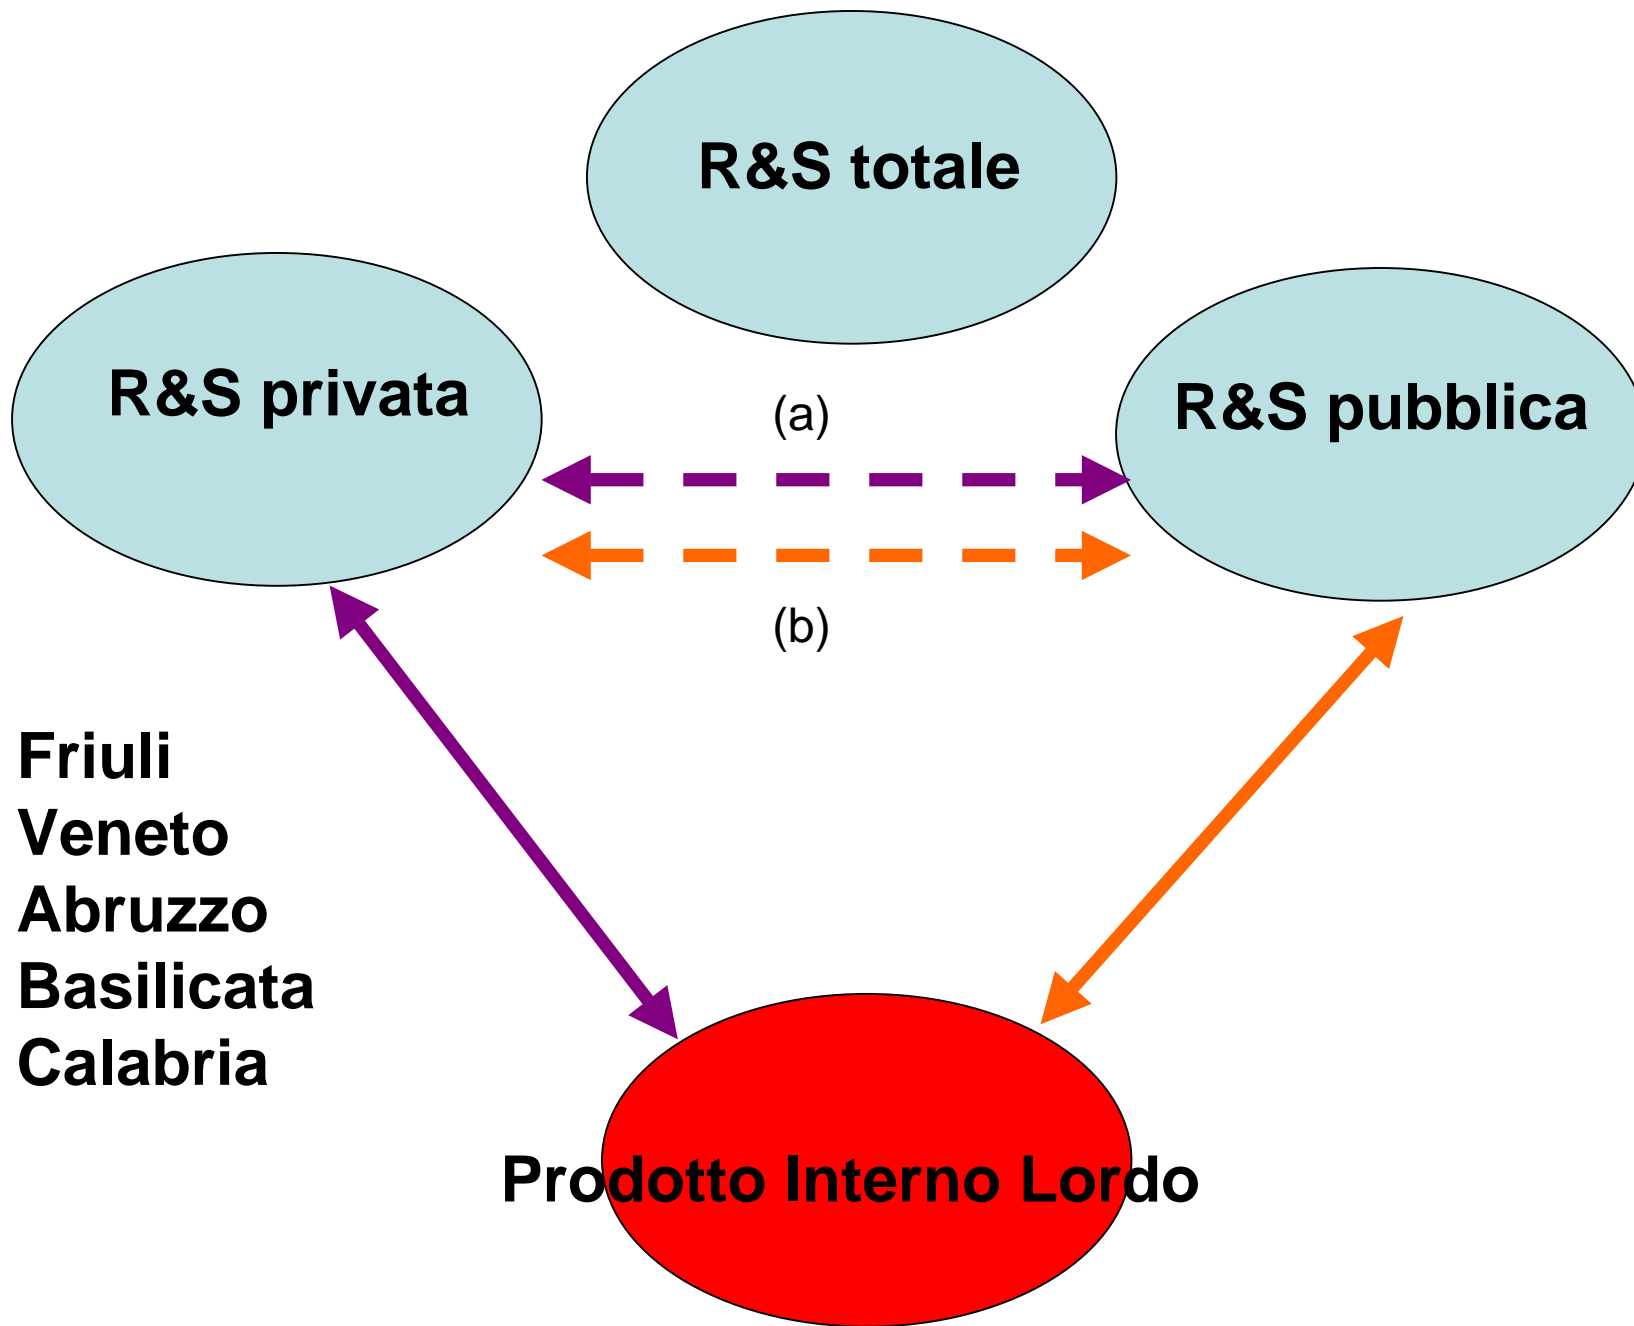 R&S totale
R&S privata
R&S pubblica
(a)
(b)
Friuli
Veneto
Abruzzo
Basilicata
Calabria
Prodotto Interno Lordo